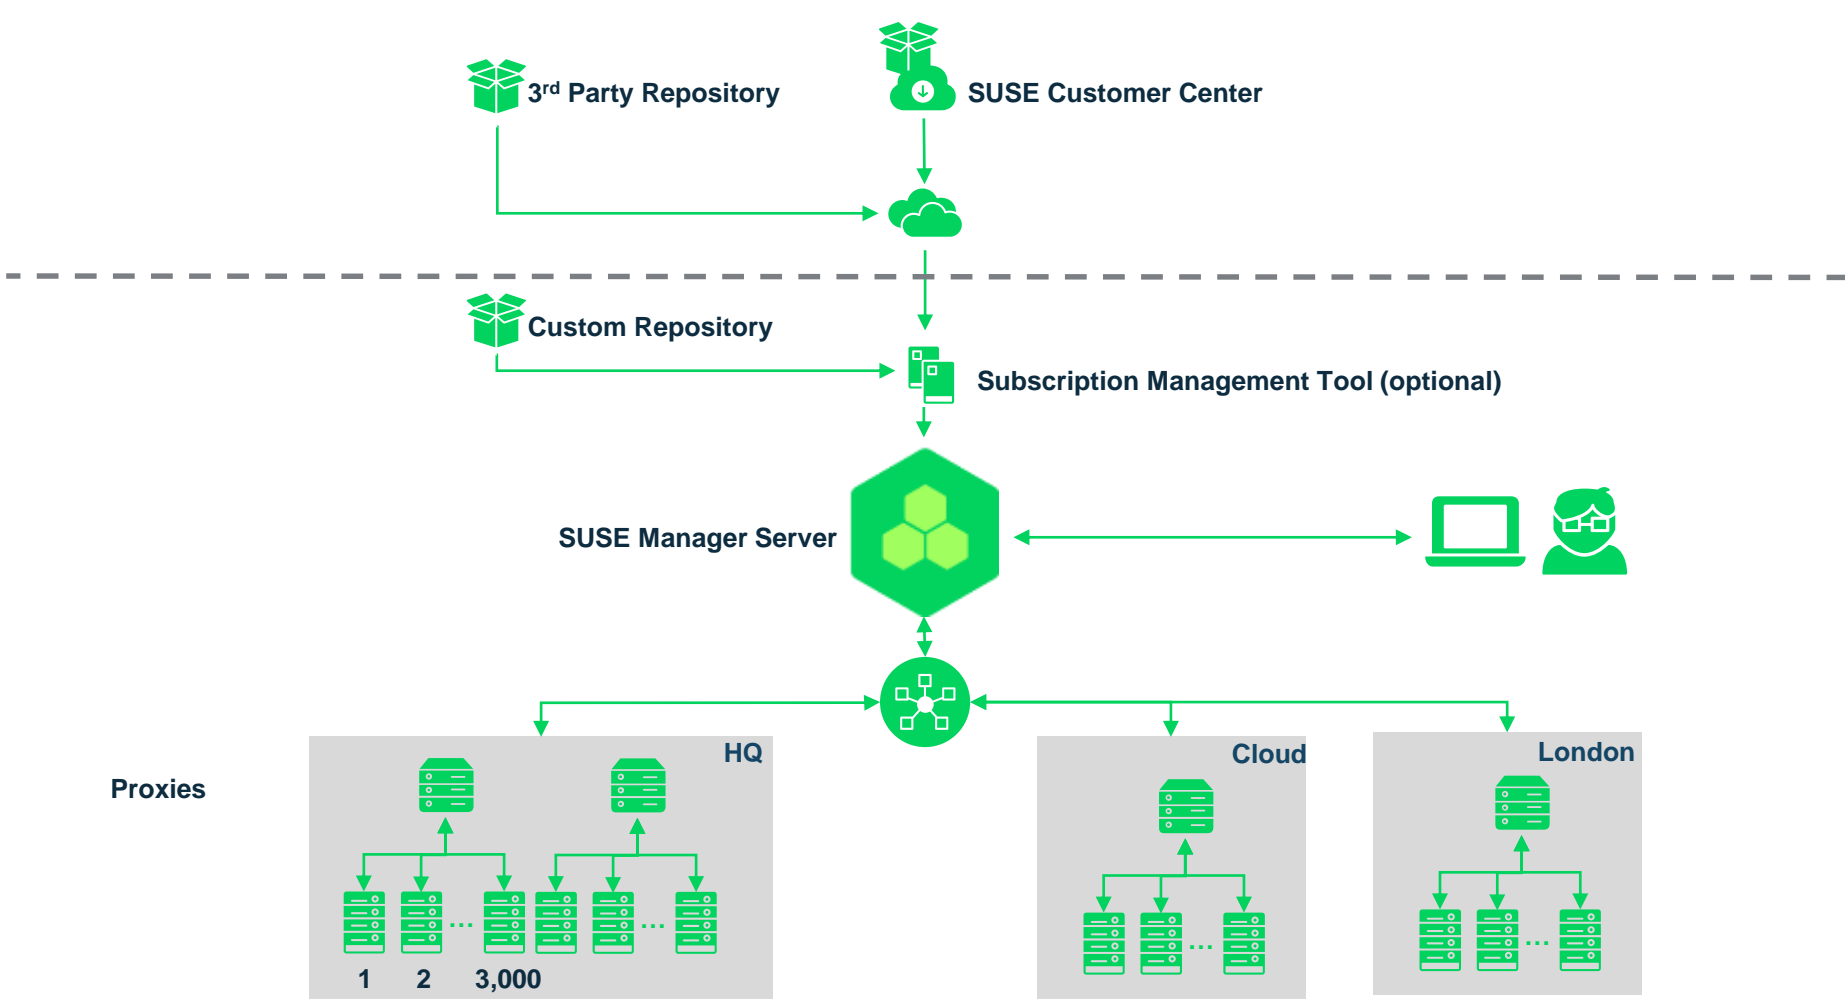 3rd Party Repository
SUSE Customer Center
Custom Repository
Subscription Management Tool (optional)
SUSE Manager Server
HQ
Cloud
London
Proxies
...
...
...
...
1 2 3,000